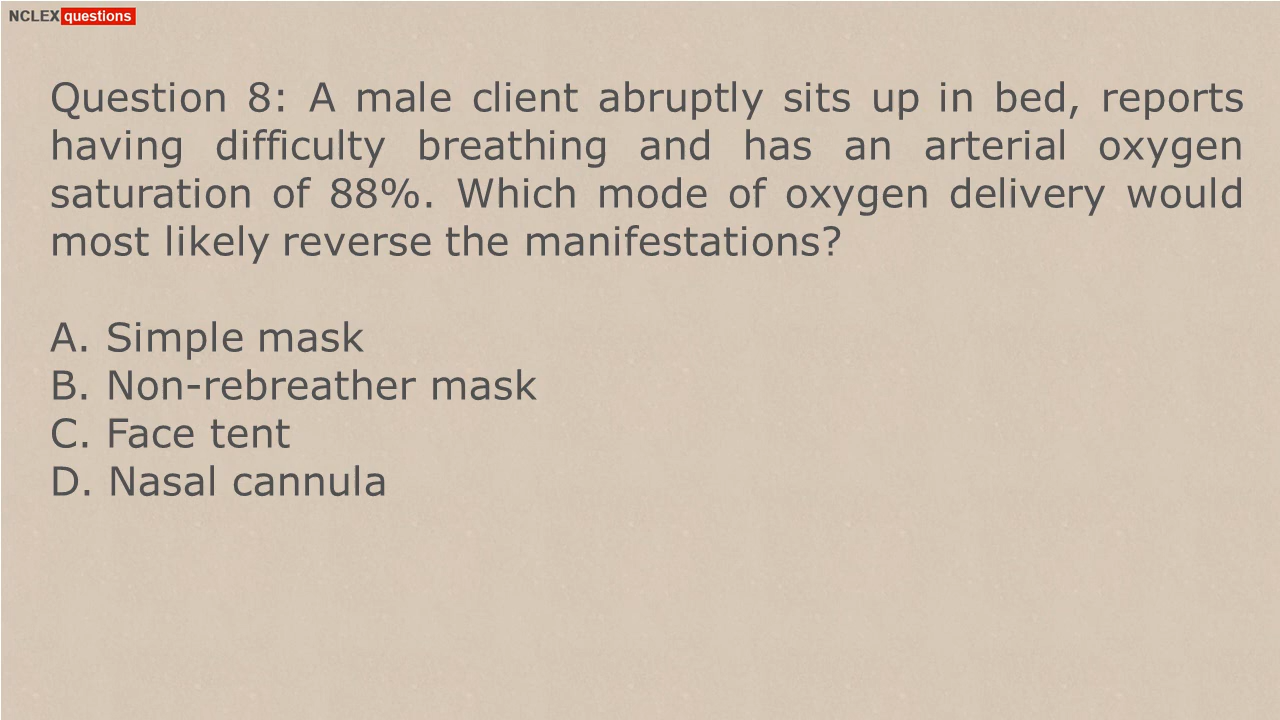 NCLEX questions
Question 8: A male client abruptly sits up in bed, reports
having difficulty breathing and has an arterial oxygen
saturation of 88%. Which mode of oxygen delivery would
most likely reverse the manifestations?
A. Simple mask
B. Non-rebreather mask
C. Face tent
D. Nasal cannula